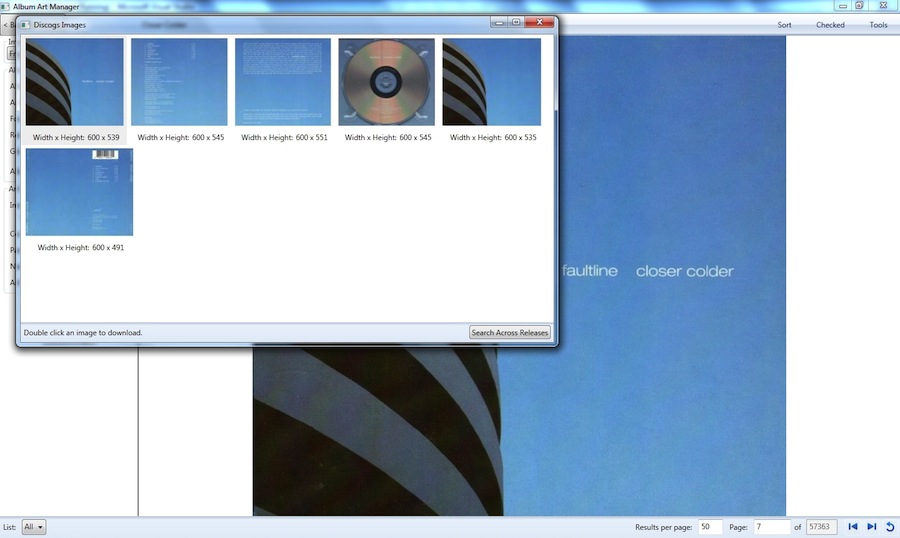 Album Art Manager
Discogs Images
Sort Checked Tools
Width x Height: 600 x 539
Width x Height: 600 x 545
Width x Height: 600 x 551
Width x Height: 600 x 545
Width x Height: 600 x 535
Width x Height: 600 x 491
faultline closer colder
Double click an image to download.
Search Across Releases
List: All
Results per page: 50 Page: 7 of 57363